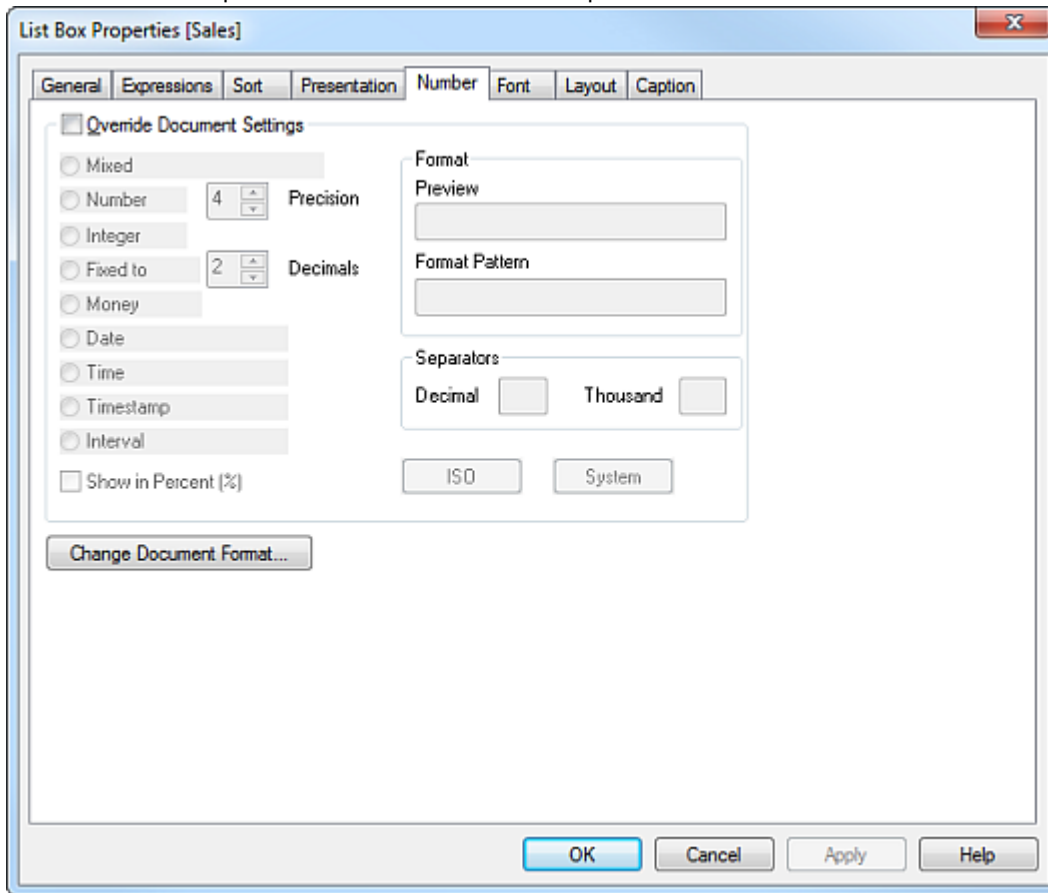 List Box Properties [Sales]
X
General Expressions Sort Presentation Number Font Layout Caption
Override Document Settings
Mixed
Number 4 Precision
Integer
Fixed to 2 Decimals
Money
Date
Time
Timestamp
Interval
Show in Percent (%)
Format
Preview
Format Pattern
Separators
Decimal Thousand
ISO System
Change Document Format...
OK Cancel Apply Help